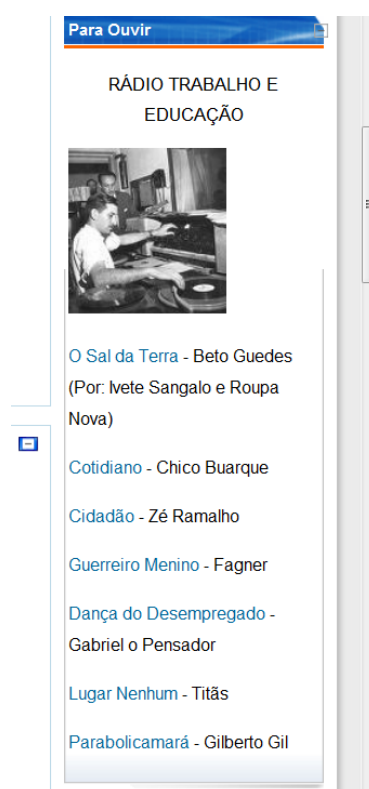 Para Ouvir
RÁDIO TRABALHO E
EDUCAÇÃO
O Sal da Terra - Beto Guedes
(Por: Ivete Sangalo e Roupa
Nova)
Cotidiano - Chico Buarque
Cidadão - Zé Ramalho
Guerreiro Menino - Fagner
Dança do Desempregado -
Gabriel o Pensador
Lugar Nenhum - Titãs
Parabolicamará - Gilberto Gil